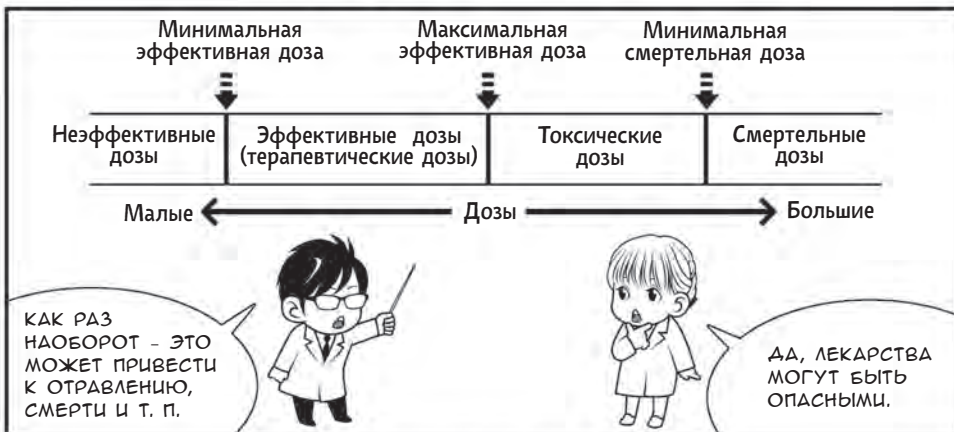 Минимальная
эффективная доза
Максимальная
эффективная доза
Минимальная
смертельная доза
Неэффективные
дозы
Эффективные дозы
(терапевтические дозы)
Токсические
дозы
Смертельные
дозы
Малые
Дозы
Большие
КАК РАЗ
НАОБОРОТ – ЭТО
МОЖЕТ ПРИВЕСТИ
К ОТРАВЛЕНИЮ,
СМЕРТИ И Т. П.
ДА, ЛЕКАРСТВА
МОГУТ БЫТЬ
ОПАСНЫМИ.